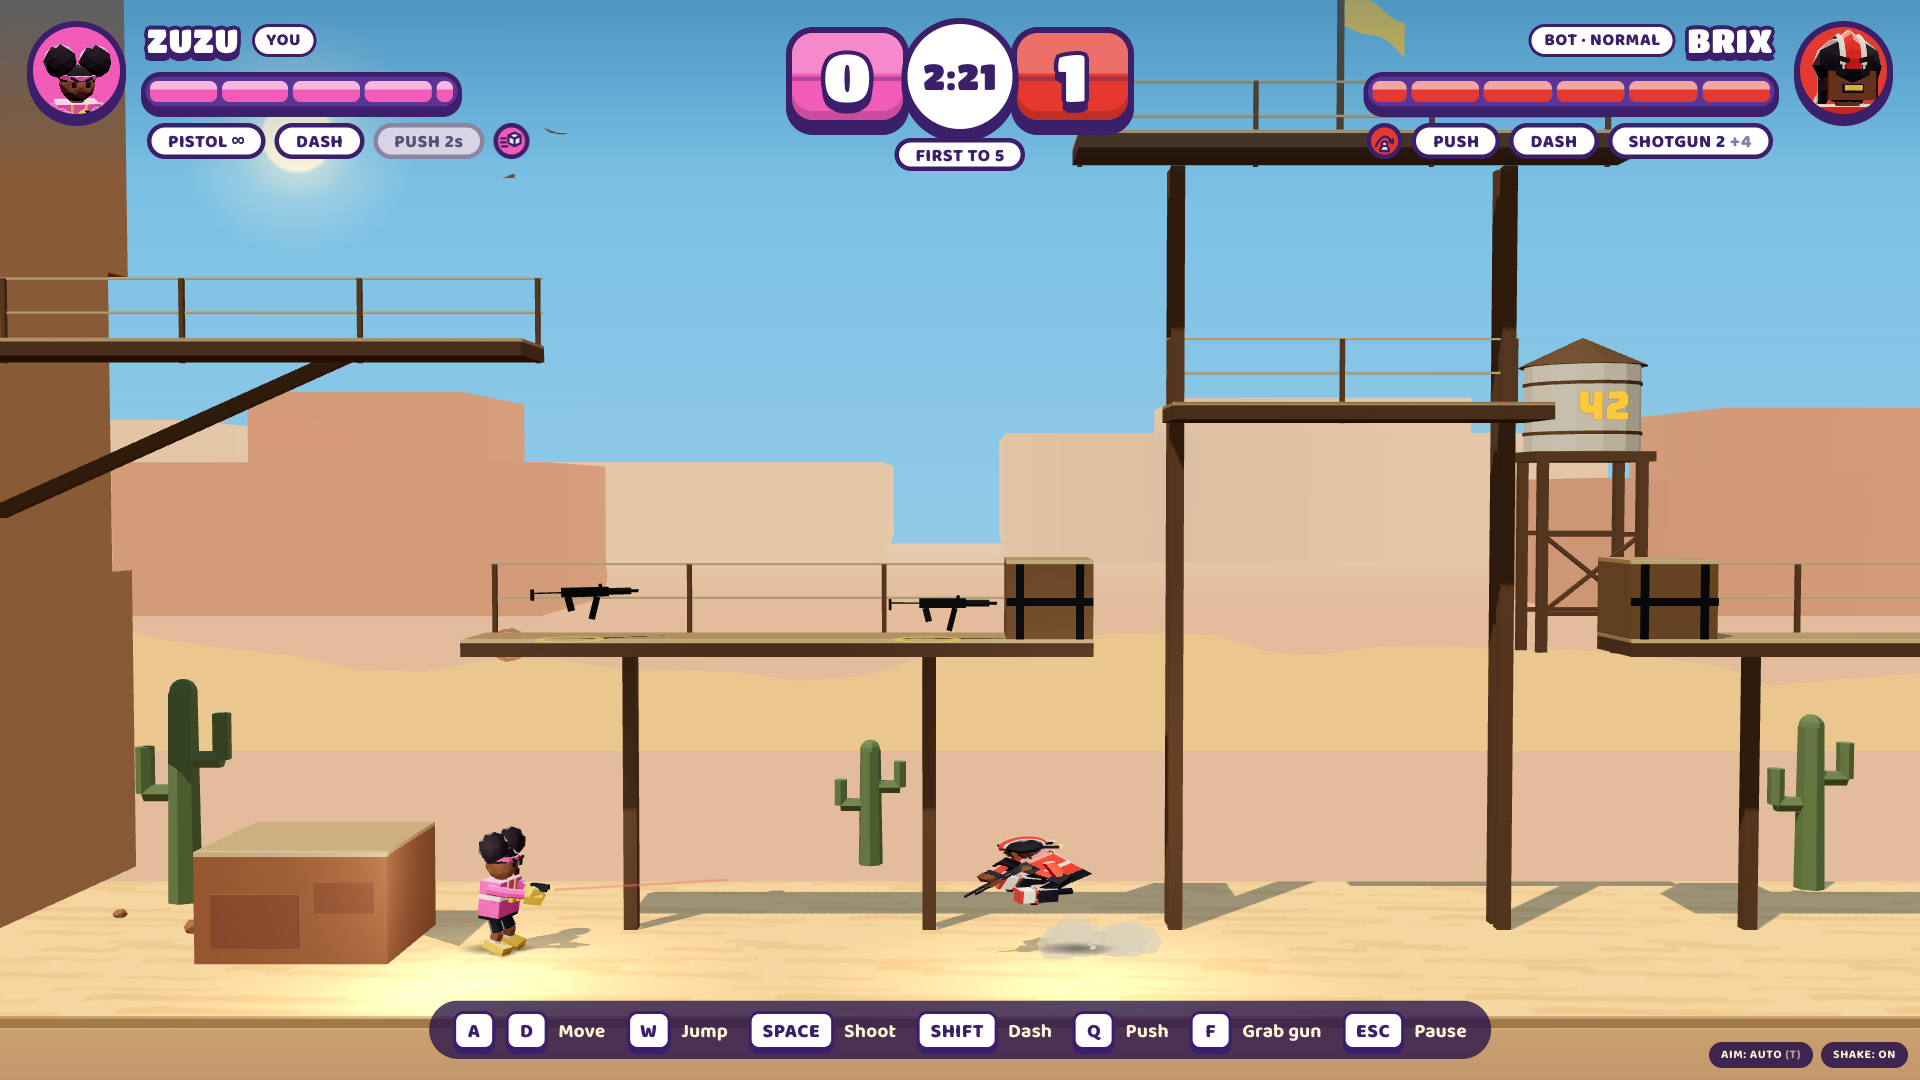 ZUZU YOU
PISTOL ∞ DASH PUSH 2s
0 2:21 1
FIRST TO 5
BOT · NORMAL BRIX
PUSH DASH SHOTGUN 2 +4
42
A D Move W Jump SPACE Shoot SHIFT Dash Q Push F Grab gun ESC Pause
AIM: AUTO (T) SHAKE: ON